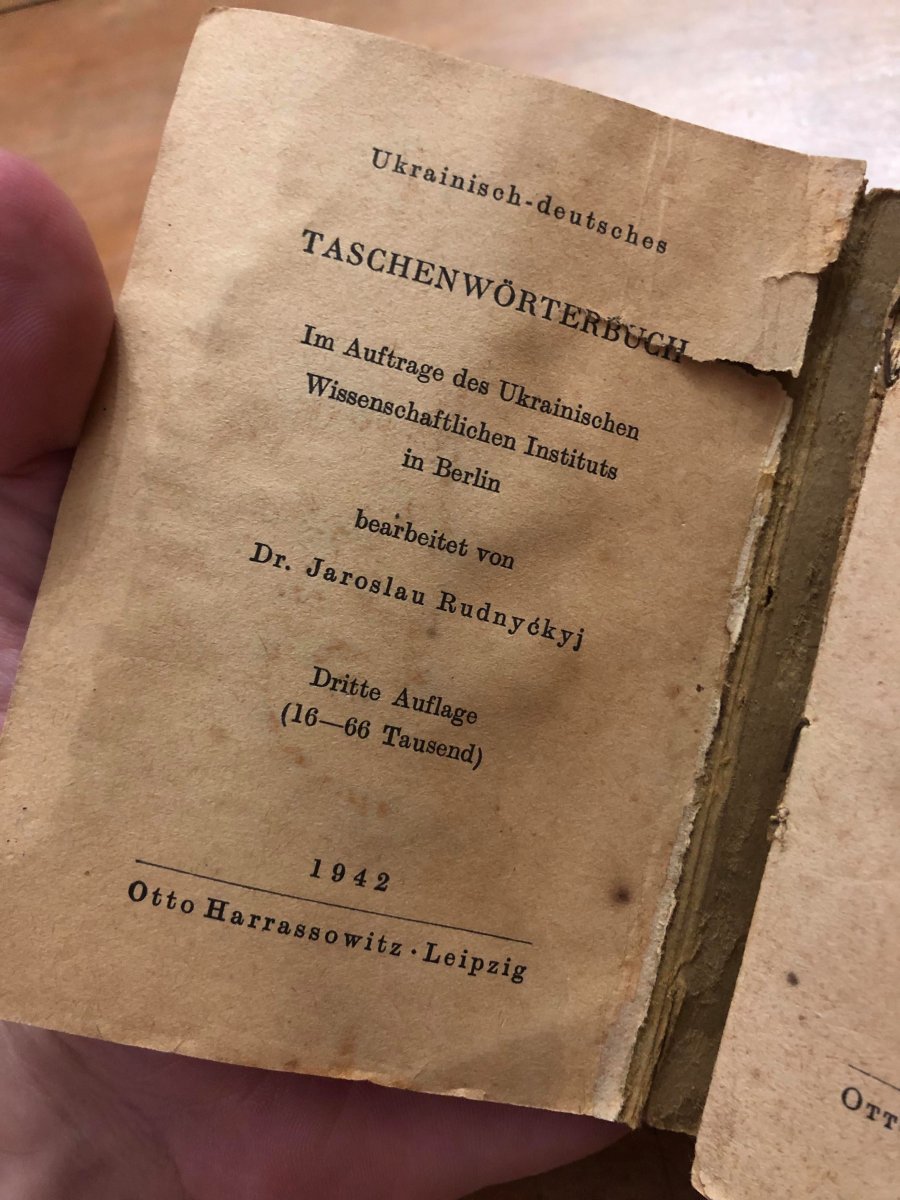 Ukrainisch-deutsches
TASCHENWÖRTERBUCH
Im Auftrage des Ukrainischen
Wissenschaftlichen Instituts
in Berlin
bearbeitet von
Dr. Jaroslau Rudnyćkyj
Dritte Auflage
(16—66 Tausend)
1942
Otto Harrassowitz · Leipzig
OTT